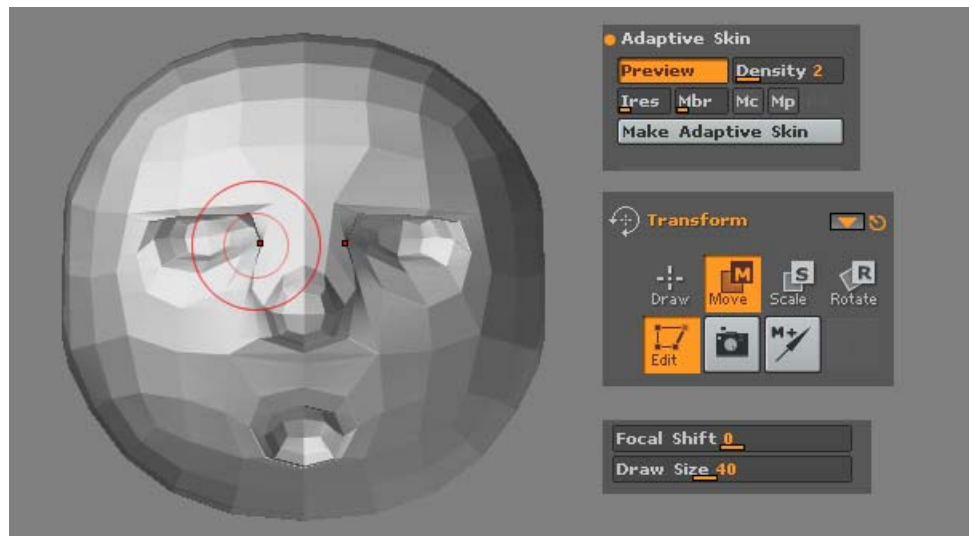 Adaptive Skin
Preview Density 2
Ires Mbr Mc Mp
Make Adaptive Skin
Transform
M S R
Draw Move Scale Rotate
M+
Edit
Focal Shift 0
Draw Size 40